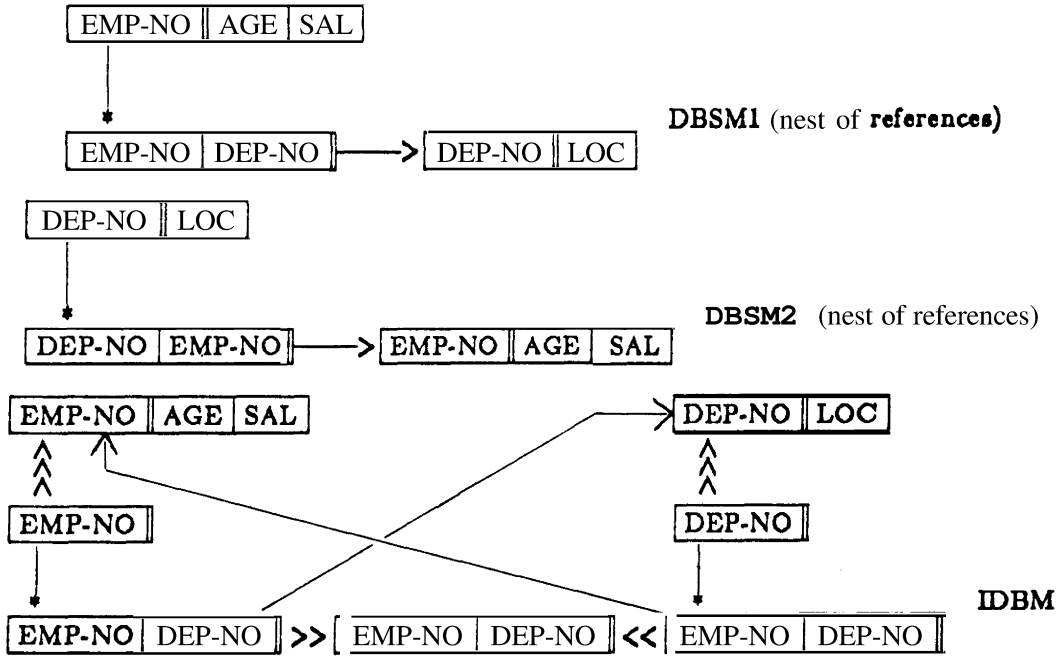 EMP-NO AGE SAL
DBSM1 (nest of references)
EMP-NO DEP-NO DEP-NO LOC
DEP-NO LOC
DBSM2 (nest of references)
DEP-NO EMP-NO EMP-NO AGE SAL
EMP-NO AGE SAL DEP-NO LOC
EMP-NO DEP-NO
IDBM
EMP-NO DEP-NO >> EMP-NO DEP-NO << EMP-NO DEP-NO